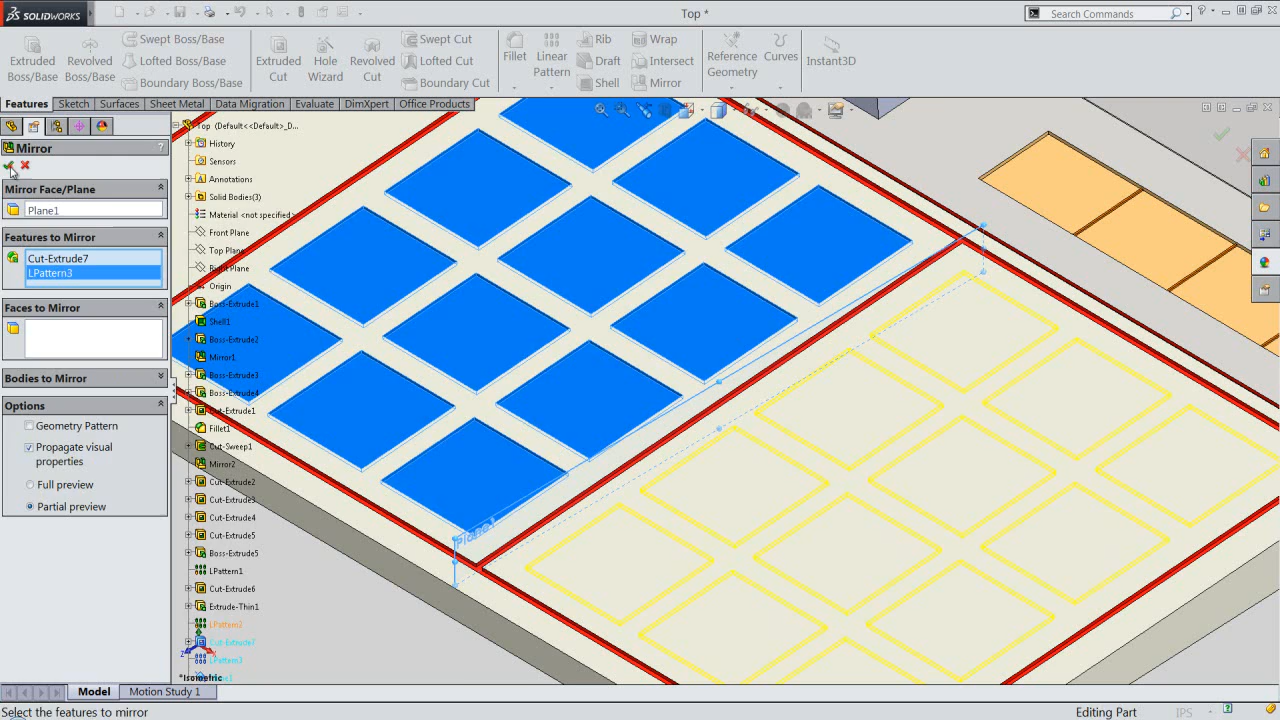 SOLIDWORKS
Top *
Search Commands
Extruded Boss/Base
Revolved Boss/Base
Swept Boss/Base
Lofted Boss/Base
Boundary Boss/Base
Extruded Cut
Hole Wizard
Revolved Cut
Swept Cut
Lofted Cut
Boundary Cut
Fillet
Linear Pattern
Rib
Draft
Shell
Wrap
Intersect
Mirror
Reference Geometry
Curves
Instant3D
Features
Sketch
Surfaces
Sheet Metal
Data Migration
Evaluate
DimXpert
Office Products
Mirror
?
Mirror Face/Plane
Plane1
Features to Mirror
Cut-Extrude7
LPattern3
Faces to Mirror
Bodies to Mirror
Options
Geometry Pattern
Propagate visual
properties
Full preview
Partial preview
Top (Default<<Default>_D...
History
Sensors
Annotations
Solid Bodies(3)
Material <not specified>
Front Plane
Top Plane
Right Plane
Origin
Boss-Extrude1
Shell1
Boss-Extrude2
Mirror1
Boss-Extrude3
Boss-Extrude4
Cut-Extrude1
Fillet1
Cut-Sweep1
Mirror2
Cut-Extrude2
Cut-Extrude3
Cut-Extrude4
Cut-Extrude5
Boss-Extrude5
LPattern1
Cut-Extrude6
Extrude-Thin1
LPattern2
Cut-Extrude7
LPattern3
Plane1
*Isometric
Model
Motion Study 1
Select the features to mirror
Editing Part
IPS